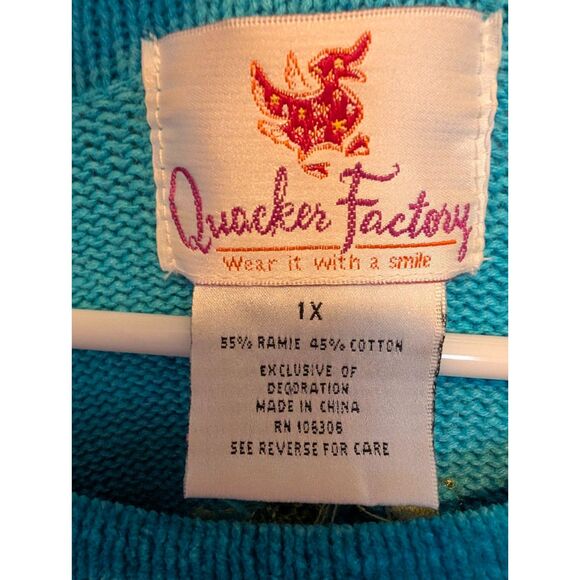 Quacker Factory
Wear it with a smile
1X
55% RAMIE 45% COTTON
EXCLUSIVE OF
DECORATION
MADE IN CHINA
RN 106306
SEE REVERSE FOR CARE